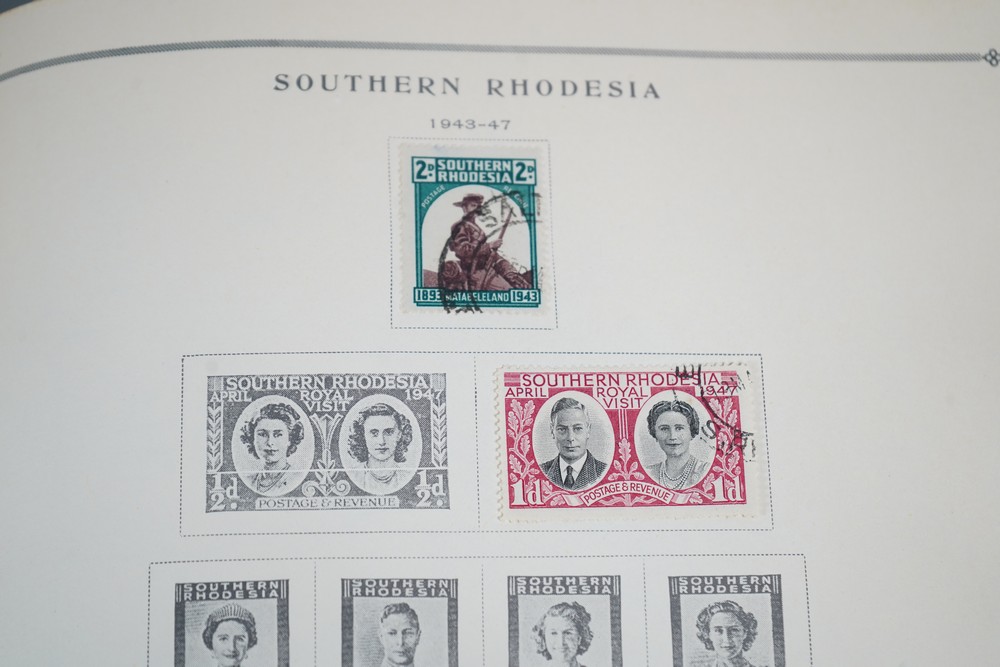 SOUTHERN RHODESIA
1943-47
2D SOUTHERN 2D
RHODESIA
POSTAGE
1893 MATABELELAND 1943
SOUTHERN RHODESIA
APRIL ROYAL 1947
VISIT
½d ½d
POSTAGE & REVENUE
SOUTHERN RHODESIA
APRIL ROYAL 1947
VISIT
1d 1d
POSTAGE & REVENUE
SOUTHERN
RHODESIA
SOUTHERN
RHODESIA
SOUTHERN
RHODESIA
SOUTHERN
RHODESIA